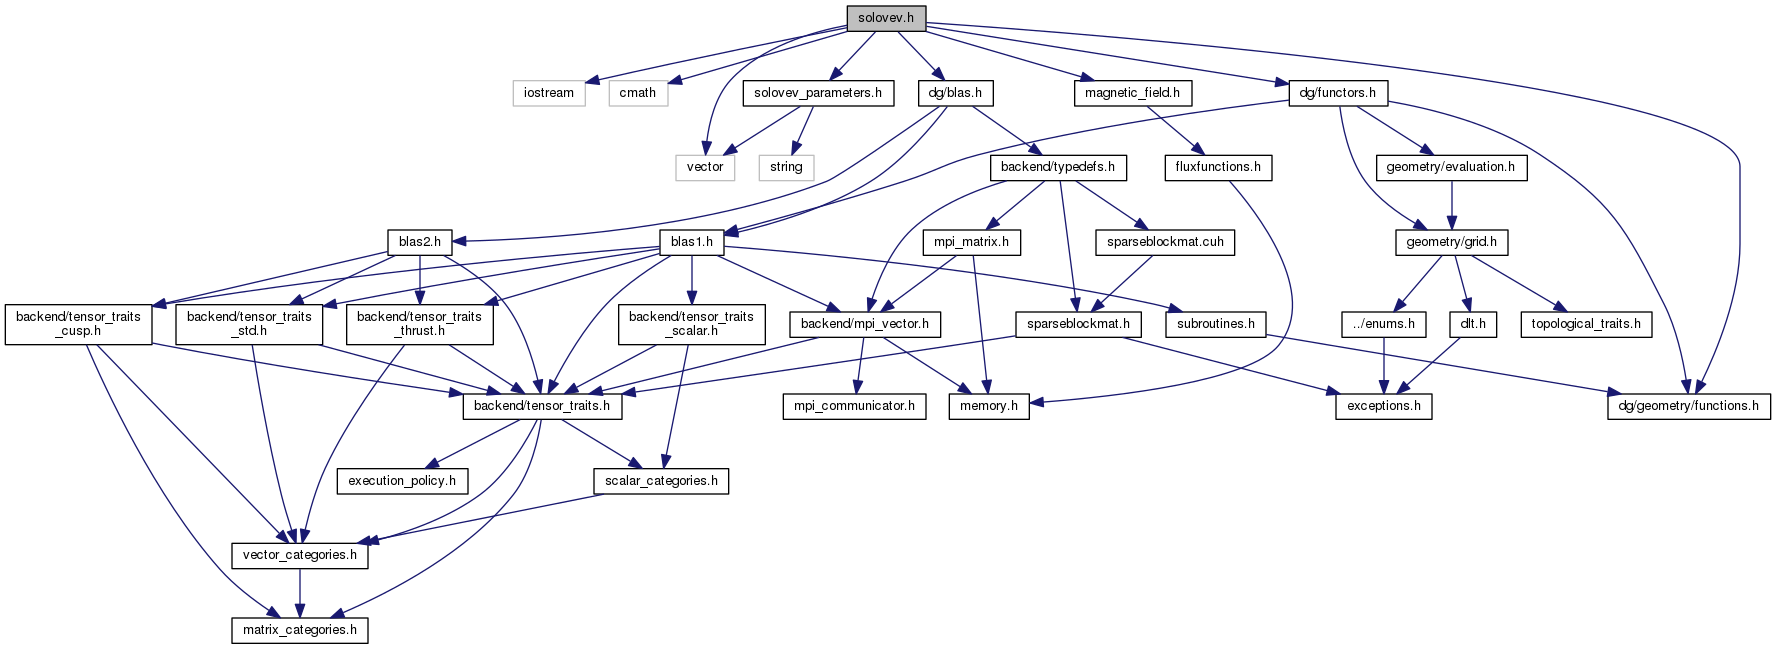 solovev.h
iostream
cmath
solovev_parameters.h
dg/blas.h
magnetic_field.h
dg/functors.h
vector
string
backend/typedefs.h
fluxfunctions.h
geometry/evaluation.h
blas2.h
blas1.h
mpi_matrix.h
sparseblockmat.cuh
geometry/grid.h
backend/tensor_traits
_cusp.h
backend/tensor_traits
_std.h
backend/tensor_traits
_thrust.h
backend/tensor_traits
_scalar.h
backend/mpi_vector.h
sparseblockmat.h
subroutines.h
../enums.h
dlt.h
topological_traits.h
backend/tensor_traits.h
mpi_communicator.h
memory.h
exceptions.h
dg/geometry/functions.h
execution_policy.h
scalar_categories.h
vector_categories.h
matrix_categories.h